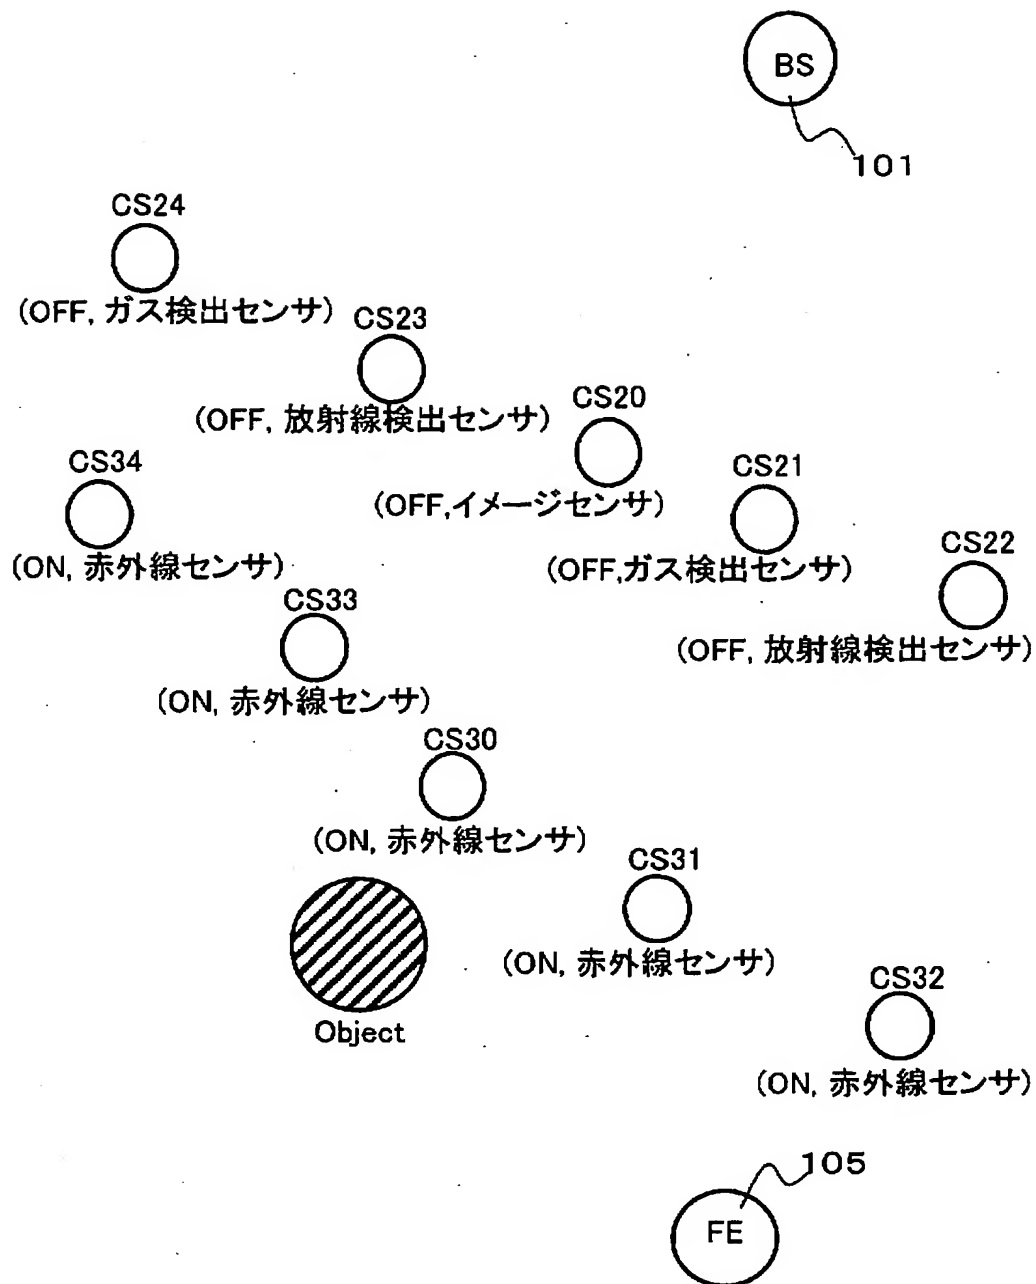 BS
101
CS24
(OFF, ガス検出センサ)
CS23
(OFF, 放射線検出センサ)
CS20
(OFF,イメージセンサ)
CS21
(OFF,ガス検出センサ)
CS22
(OFF, 放射線検出センサ)
CS34
(ON, 赤外線センサ)
CS33
(ON, 赤外線センサ)
CS30
(ON, 赤外線センサ)
CS31
(ON, 赤外線センサ)
CS32
(ON, 赤外線センサ)
Object
105
FE